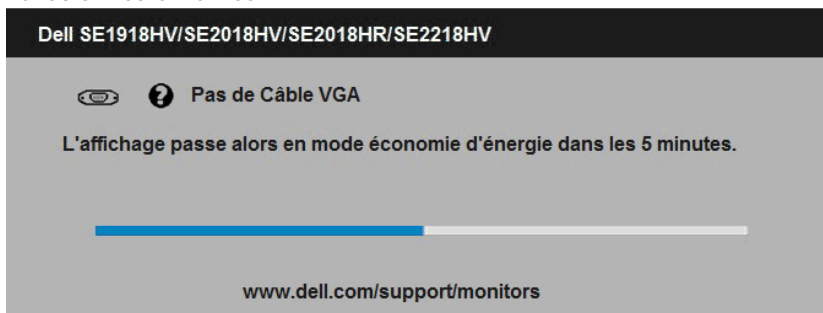 Dell SE1918HV/SE2018HV/SE2018HR/SE2218HV
Pas de Câble VGA
L'affichage passe alors en mode économie d'énergie dans les 5 minutes.
www.dell.com/support/monitors